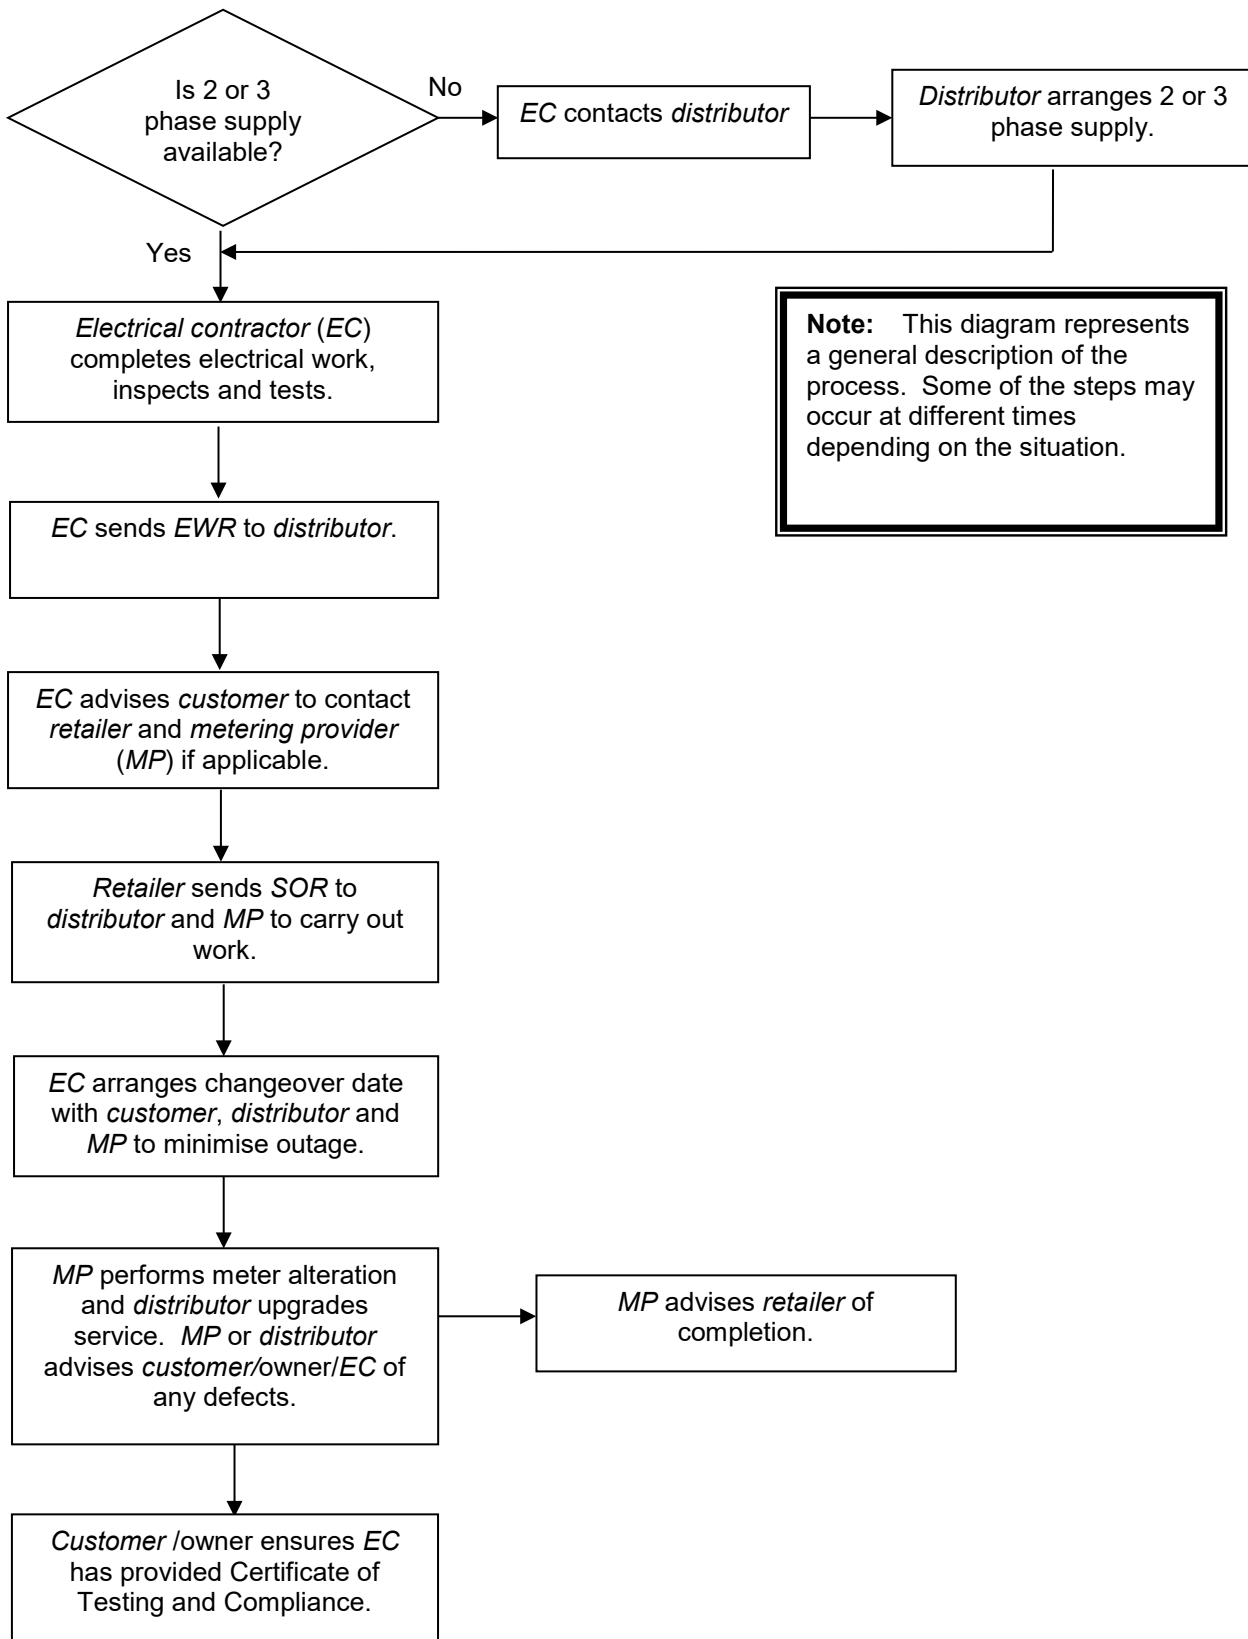 Is 2 or 3
phase supply
available?
No
EC contacts distributor
Distributor arranges 2 or 3
phase supply.
Yes
Electrical contractor (EC)
completes electrical work,
inspects and tests.
Note: This diagram represents
a general description of the
process. Some of the steps may
occur at different times
depending on the situation.
EC sends EWR to distributor.
EC advises customer to contact
retailer and metering provider
(MP) if applicable.
Retailer sends SOR to
distributor and MP to carry out
work.
EC arranges changeover date
with customer, distributor and
MP to minimise outage.
MP performs meter alteration
and distributor upgrades
service. MP or distributor
advises customer/owner/EC of
any defects.
MP advises retailer of
completion.
Customer /owner ensures EC
has provided Certificate of
Testing and Compliance.